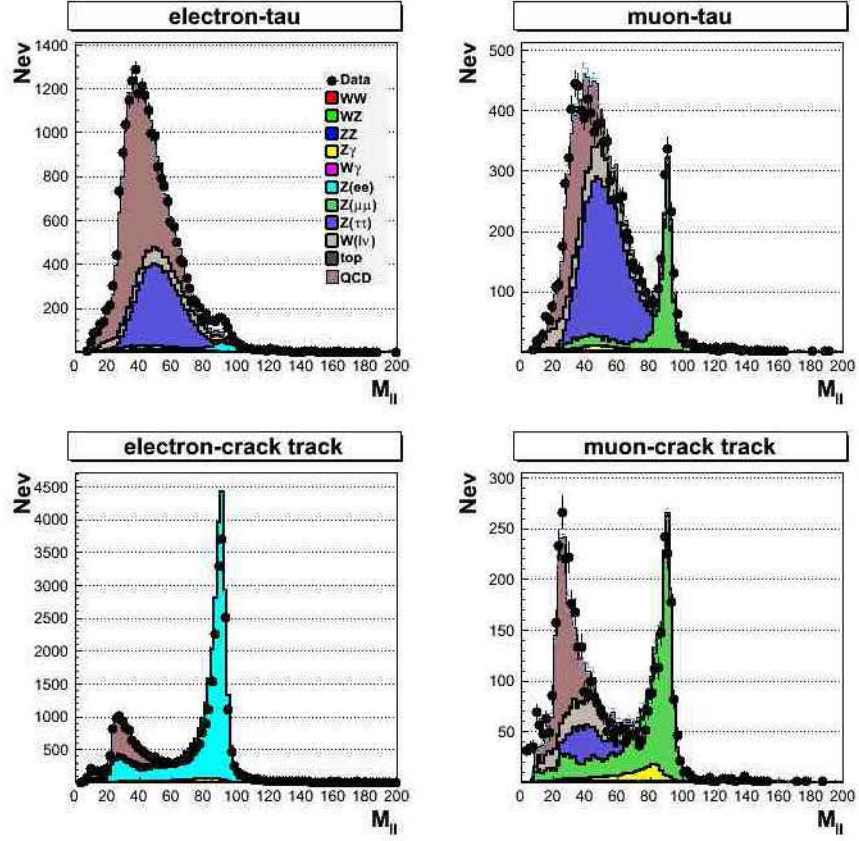 electron-tau
Nev
1400
1200
1000
800
600
400
200
0 20 40 60 80 100 120 140 160 180 200
M_ll
Data
WW
WZ
ZZ
Zγ
Wγ
Z(ee)
Z(μμ)
Z(ττ)
W(lν)
top
QCD
muon-tau
Nev
500
400
300
200
100
0 20 40 60 80 100 120 140 160 180 200
M_ll
electron-crack track
Nev
4500
4000
3500
3000
2500
2000
1500
1000
500
0 20 40 60 80 100 120 140 160 180 200
M_ll
muon-crack track
Nev
300
250
200
150
100
50
0 20 40 60 80 100 120 140 160 180 200
M_ll